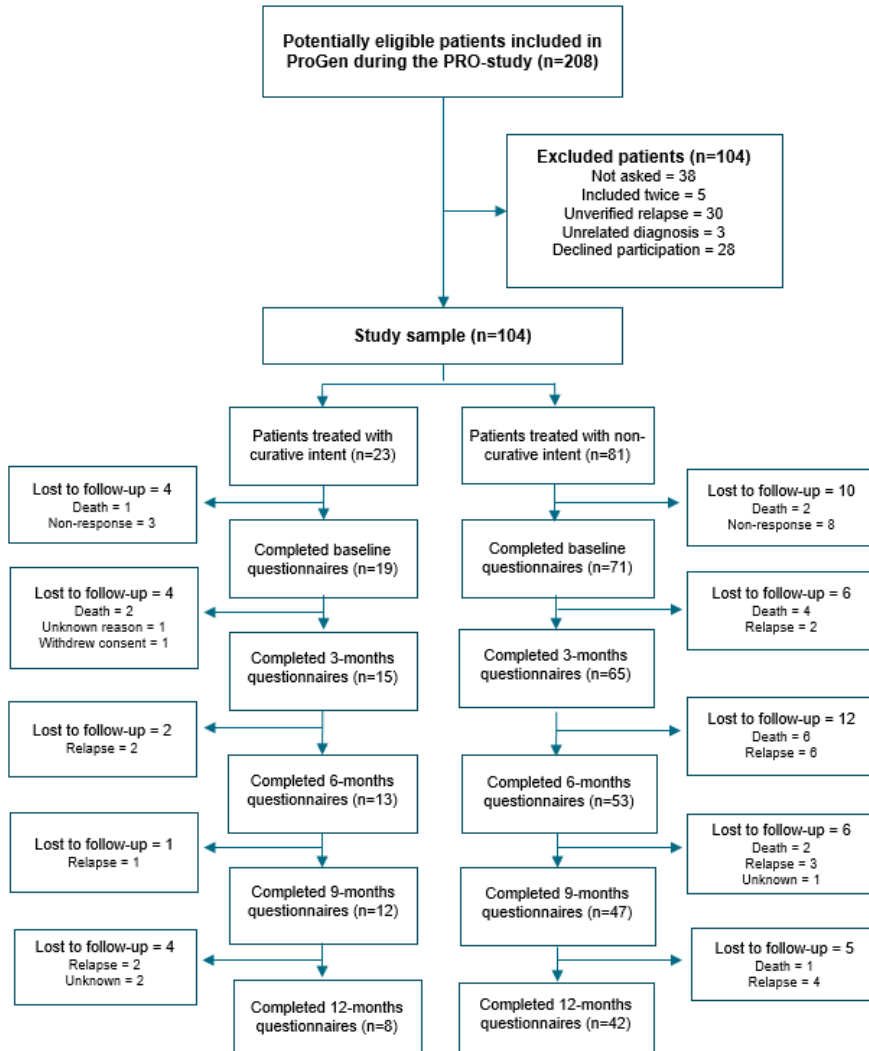 Potentially eligible patients included in
ProGen during the PRO-study (n=208)
Excluded patients (n=104)
Not asked = 38
Included twice = 5
Unverified relapse = 30
Unrelated diagnosis = 3
Declined participation = 28
Study sample (n=104)
Patients treated with
curative intent (n=23)
Patients treated with non-
curative intent (n=81)
Lost to follow-up = 4
Death = 1
Non-response = 3
Lost to follow-up = 10
Death = 2
Non-response = 8
Completed baseline
questionnaires (n=19)
Completed baseline
questionnaires (n=71)
Lost to follow-up = 4
Death = 2
Unknown reason = 1
Withdrew consent = 1
Lost to follow-up = 6
Death = 4
Relapse = 2
Completed 3-months
questionnaires (n=15)
Completed 3-months
questionnaires (n=65)
Lost to follow-up = 2
Relapse = 2
Lost to follow-up = 12
Death = 6
Relapse = 6
Completed 6-months
questionnaires (n=13)
Completed 6-months
questionnaires (n=53)
Lost to follow-up = 1
Relapse = 1
Lost to follow-up = 6
Death = 2
Relapse = 3
Unknown = 1
Completed 9-months
questionnaires (n=12)
Completed 9-months
questionnaires (n=47)
Lost to follow-up = 4
Relapse = 2
Unknown = 2
Lost to follow-up = 5
Death = 1
Relapse = 4
Completed 12-months
questionnaires (n=8)
Completed 12-months
questionnaires (n=42)